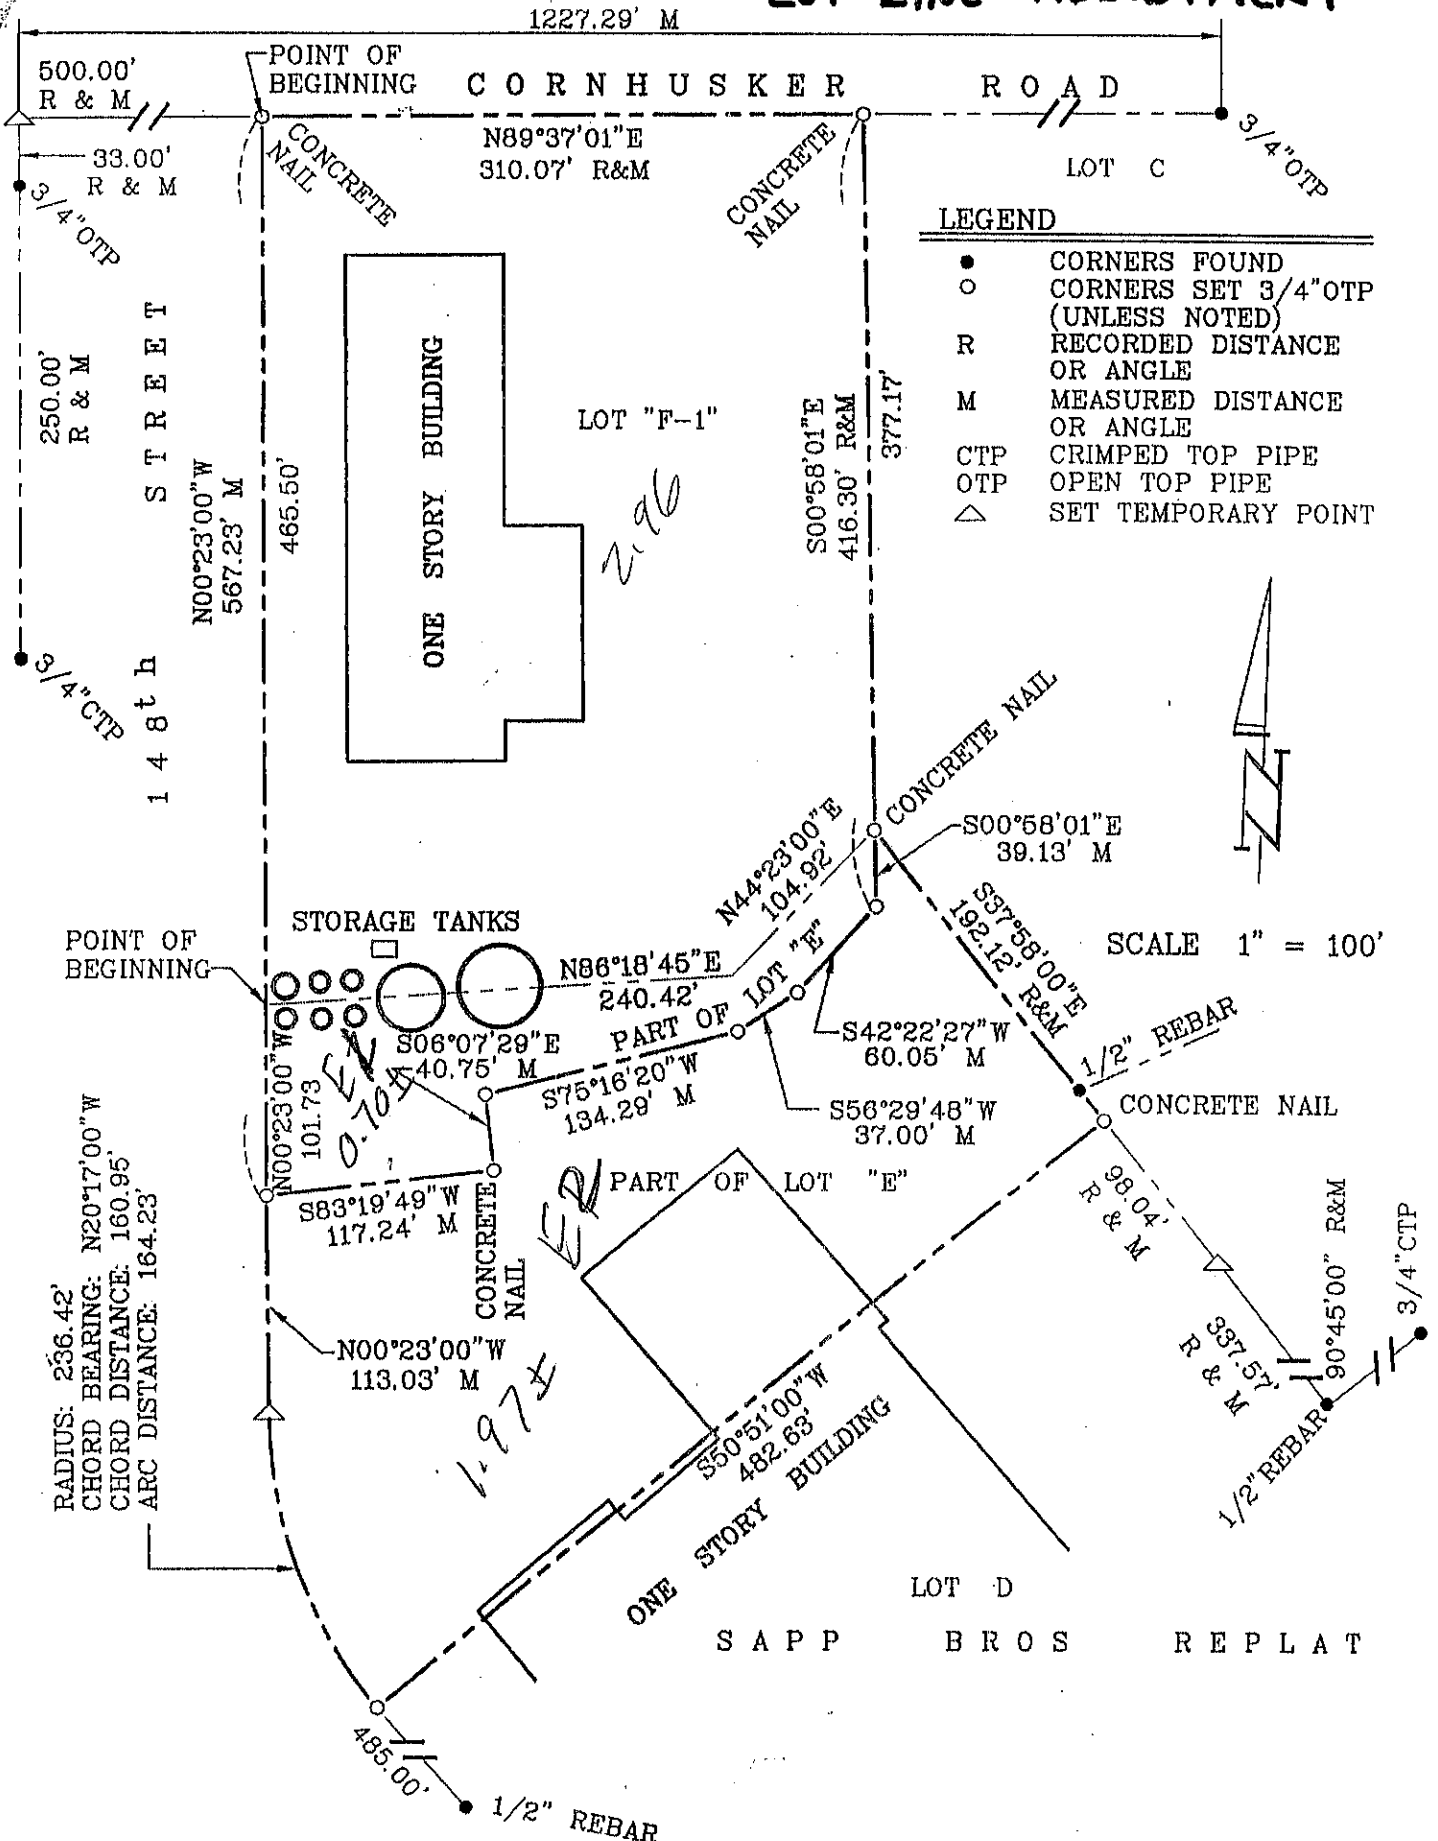 LOT LINE ADJUSTMENT
1227.29' M
POINT OF
BEGINNING
500.00'
R & M
CORNHUSKER ROAD
N89°37'01"E
310.07' R&M
33.00'
R & M
CONCRETE
NAIL
CONCRETE
NAIL
3/4"OTP
LOT C
3/4"OTP
LEGEND
● CORNERS FOUND
○ CORNERS SET 3/4"OTP
(UNLESS NOTED)
R RECORDED DISTANCE
OR ANGLE
M MEASURED DISTANCE
OR ANGLE
CTP CRIMPED TOP PIPE
OTP OPEN TOP PIPE
△ SET TEMPORARY POINT
250.00'
R & M
148th STREET
N00°23'00"W
567.23' M
465.50'
ONE STORY BUILDING
LOT "F-1"
2.96
S00°58'01"E
416.30' R&M
377.17'
3/4"CTP
CONCRETE NAIL
N
S00°58'01"E
39.13' M
N44°23'00"E
104.92'
S37°58'00"E
192.12' R&M
SCALE 1" = 100'
STORAGE TANKS
POINT OF
BEGINNING
N86°18'45"E
240.42'
PART OF LOT "E"
S42°22'27"W
60.05' M
1/2" REBAR
S06°07'29"E
40.75' M
S75°16'20"W
134.29' M
S56°29'48"W
37.00' M
CONCRETE NAIL
N00°23'00"W
101.73
0.70±
S83°19'49"W
117.24' M
CONCRETE
NAIL
PART OF LOT "E"
98.04'
R & M
90°45'00" R&M
3/4"CTP
337.57'
R & M
1/2"REBAR
RADIUS: 236.42'
CHORD BEARING: N20°17'00"W
CHORD DISTANCE: 160.95'
ARC DISTANCE: 164.23'
N00°23'00"W
113.03' M
1.97±
S50°51'00"W
482.63'
ONE STORY BUILDING
LOT D
SAPP BROS REPLAT
485.00'
1/2" REBAR